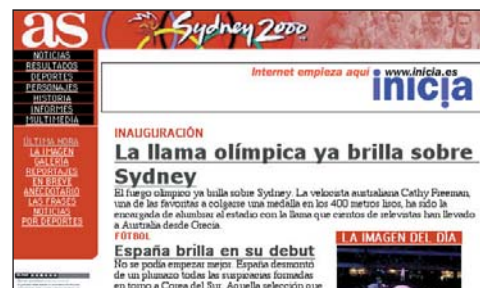 as
Sydney 2000
NOTICIAS
RESULTADOS
DEPORTES
PERSONAJES
HISTORIA
INFORMES
MULTIMEDIA
ÚLTIMA HORA
LA IMAGEN
GALERIA
REPORTAJES
EN BREVE
ANECDOTARIO
LAS FRASES
NOTICIAS
POR DEPORTES
Internet empieza aquí www.inicia.es
inicia
INAUGURACIÓN
La llama olímpica ya brilla sobre
Sydney
El fuego olímpico ya brilla sobre Sydney. La velocista australiana Cathy Freeman,
una de las favoritas a colgarse una medalla en los 400 metros lisos, ha sido la
encargada de alumbrar al estadio con la llama que cientos de relevistas han llevado
a Australia desde Grecia.
FÚTBOL
España brilla en su debut
No se podía empezar mejor. España desmontó
de un plumazo todas las suspicacias formadas
en torno a Corea del Sur. Aquella selección que
LA IMAGEN DEL DÍA